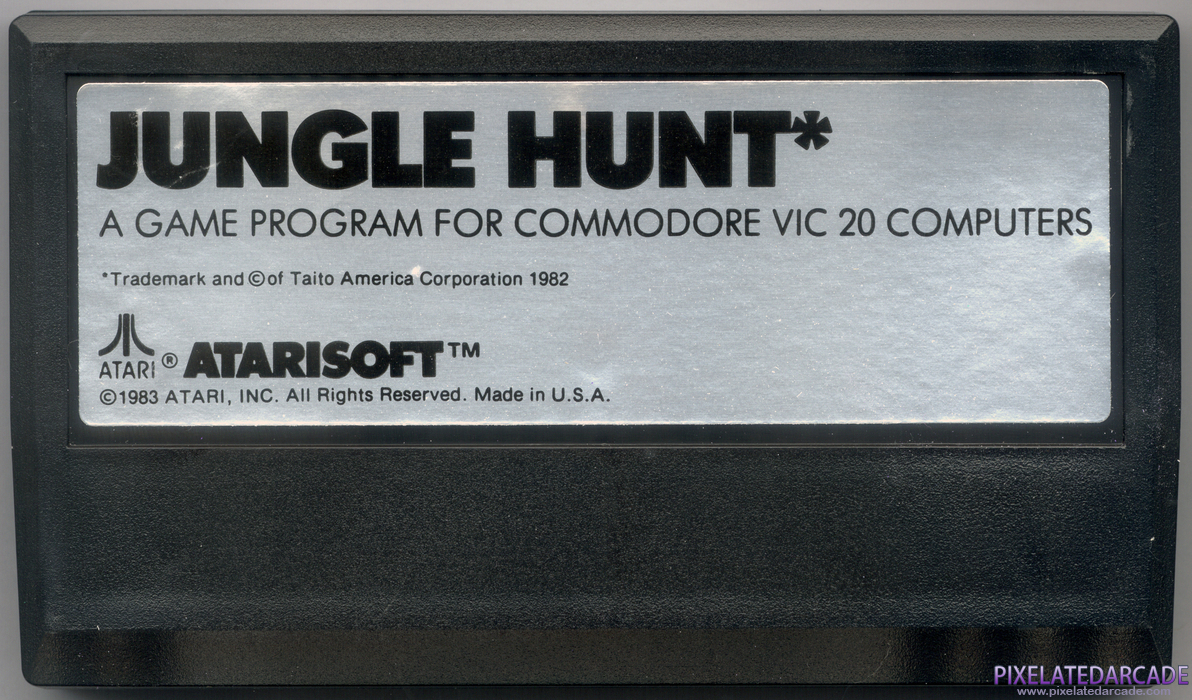 JUNGLE HUNT*
A GAME PROGRAM FOR COMMODORE VIC 20 COMPUTERS
*Trademark and ©of Taito America Corporation 1982
ATARI® ATARISOFT™
©1983 ATARI, INC. All Rights Reserved. Made in U.S.A.
PIXELATEDARCADE
www.pixelatedarcade.com